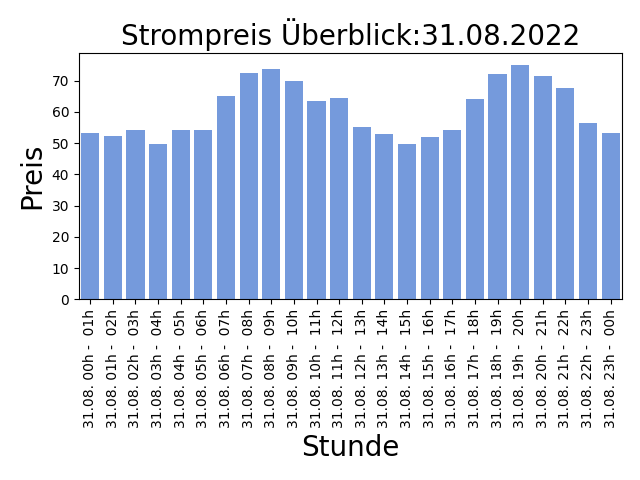 Strompreis Überblick:31.08.2022
Preis
70
60
50
40
30
20
10
0
31.08. 00h -   01h
31.08. 01h -   02h
31.08. 02h -   03h
31.08. 03h -   04h
31.08. 04h -   05h
31.08. 05h -   06h
31.08. 06h -   07h
31.08. 07h -   08h
31.08. 08h -   09h
31.08. 09h -   10h
31.08. 10h -   11h
31.08. 11h -   12h
31.08. 12h -   13h
31.08. 13h -   14h
31.08. 14h -   15h
31.08. 15h -   16h
31.08. 16h -   17h
31.08. 17h -   18h
31.08. 18h -   19h
31.08. 19h -   20h
31.08. 20h -   21h
31.08. 21h -   22h
31.08. 22h -   23h
31.08. 23h -   00h
Stunde